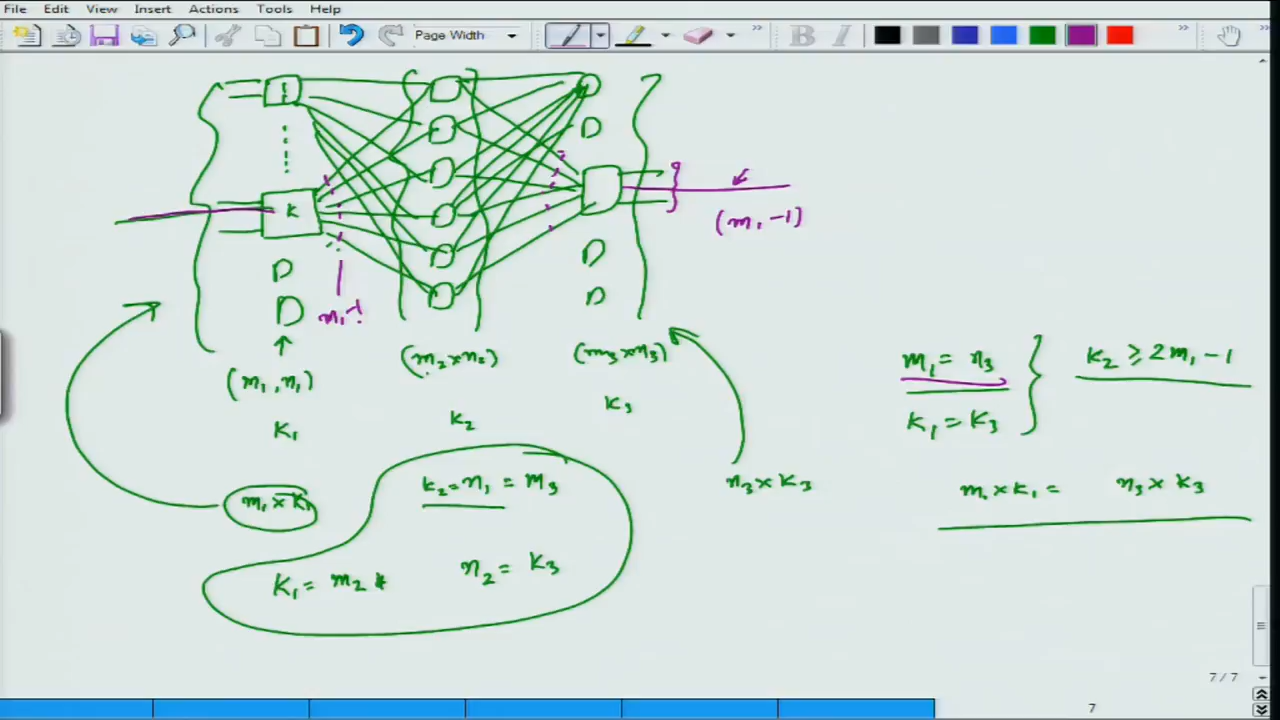 File Edit View Insert Actions Tools Help
Page Width
1
k
D
D
D
D
D
D
(m₁ -1)
m₁-1
(m₁, n₁)
(m₂ × n₂)
(m₃ × n₃)
K₁
K₂
K₃
m₁ = n₃
K₁ = K₃
K₂ ≥ 2m₁ - 1
m₁ × K₁
K₂ = n₁ = m₃
n₃ × K₃
m₁ × K₁ = n₃ × K₃
K₁ = m₂
n₂ = K₃
7 / 7
7